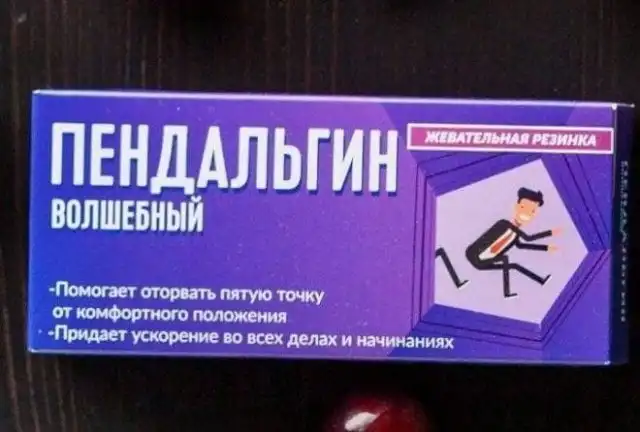 ПЕНДАЛЬГИН
ЖЕВАТЕЛЬНАЯ РЕЗИНКА
ВОЛШЕБНЫЙ
-Помогает оторвать пятую точку
от комфортного положения
-Придает ускорение во всех делах и начинаниях